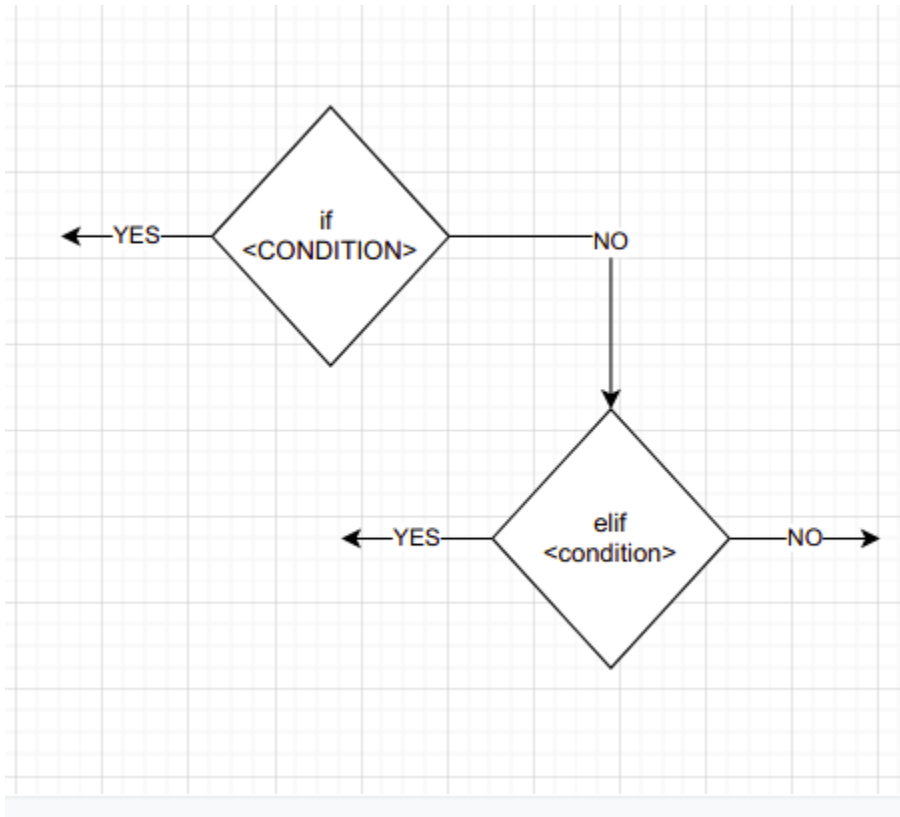 if
<CONDITION>
YES
NO
elif
<condition>
YES
NO